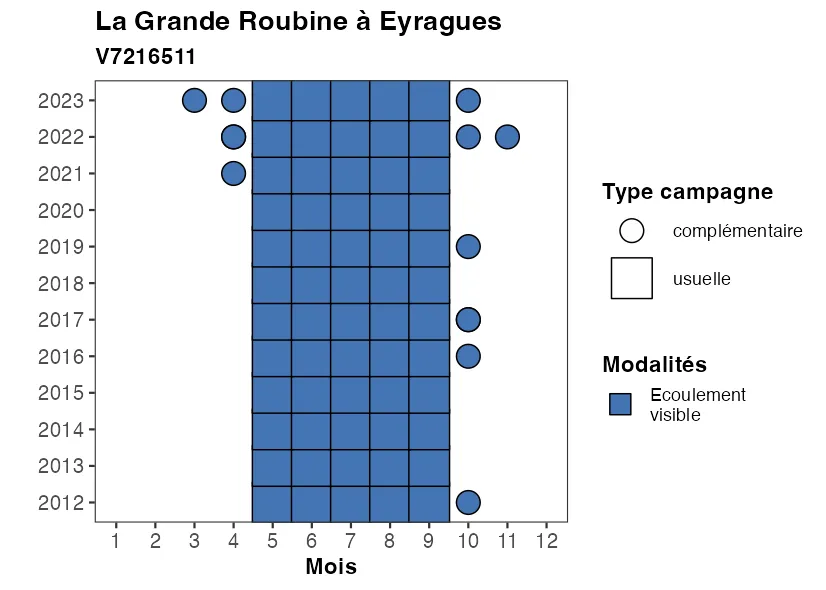 La Grande Roubine à Eyragues
V7216511
2023
2022
2021
2020
2019
2018
2017
2016
2015
2014
2013
2012
1 2 3 4 5 6 7 8 9 10 11 12
Mois
Type campagne
complémentaire
usuelle
Modalités
Ecoulement
visible